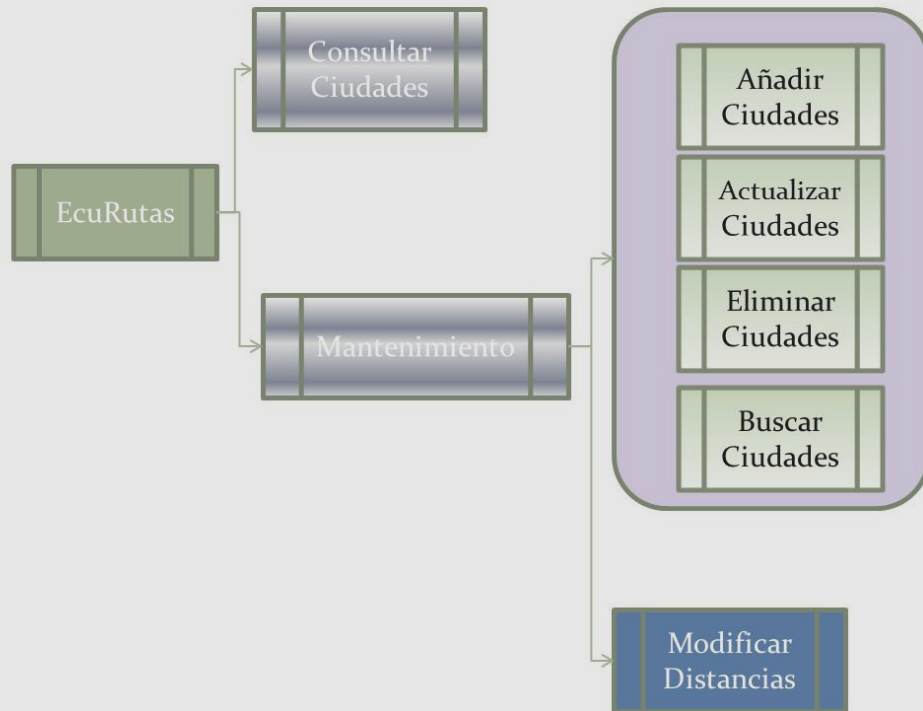 Consultar
Ciudades
EcuRutas
Mantenimiento
Añadir
Ciudades
Actualizar
Ciudades
Eliminar
Ciudades
Buscar
Ciudades
Modificar
Distancias